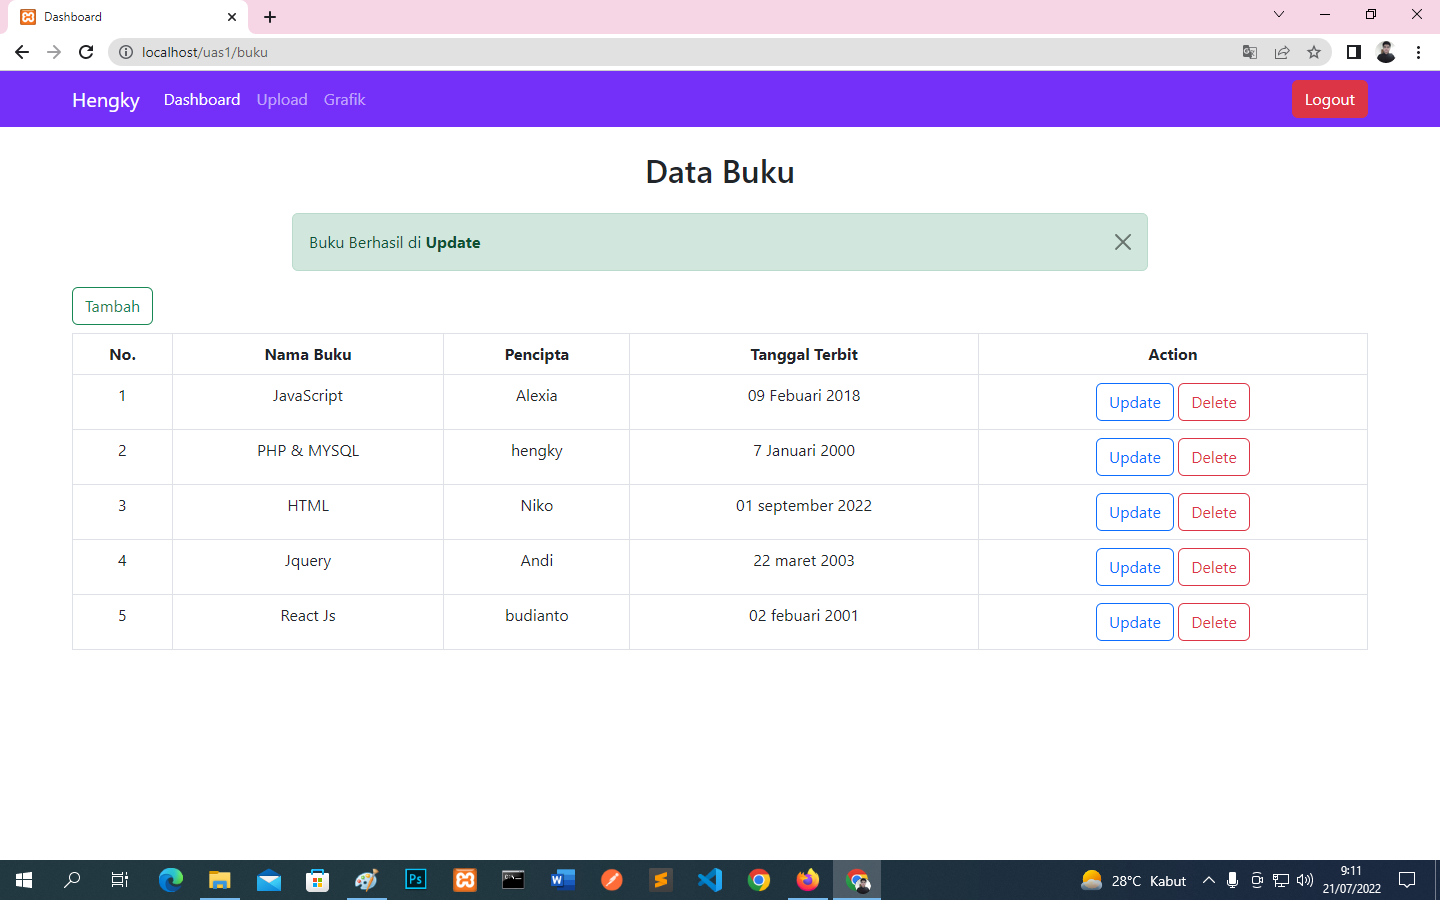 Dashboard
localhost/uas1/buku
Hengky Dashboard Upload Grafik Logout
Data Buku
Buku Berhasil di Update
Tambah
No. Nama Buku Pencipta Tanggal Terbit Action
1 JavaScript Alexia 09 Febuari 2018 Update Delete
2 PHP & MYSQL hengky 7 Januari 2000 Update Delete
3 HTML Niko 01 september 2022 Update Delete
4 Jquery Andi 22 maret 2003 Update Delete
5 React Js budianto 02 febuari 2001 Update Delete
Ps
28°C Kabut
9:11
21/07/2022